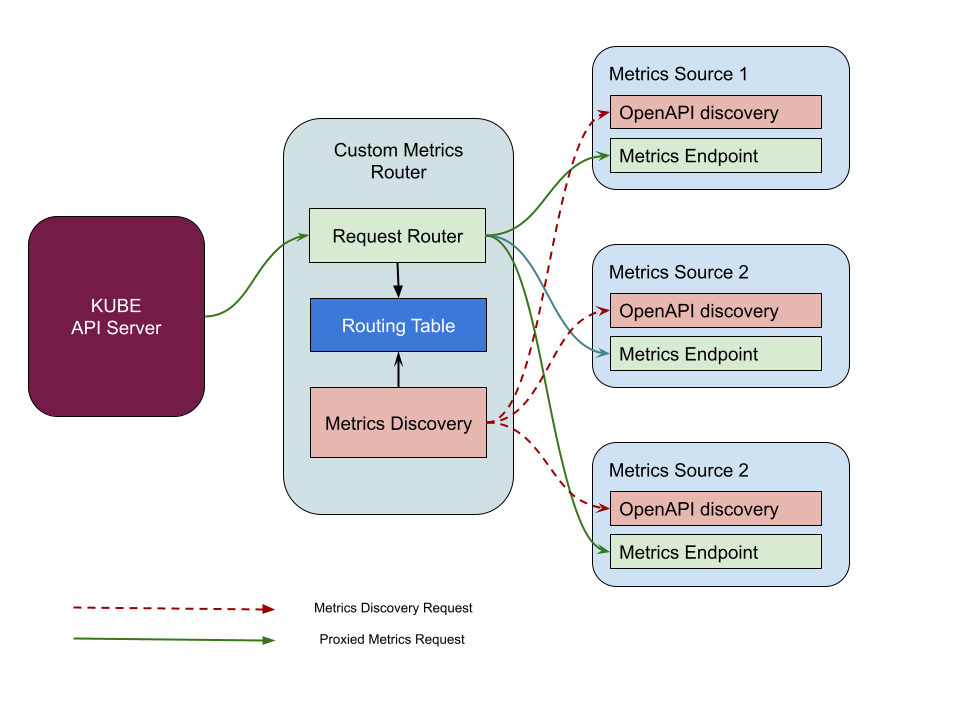 KUBE
API Server
Custom Metrics
Router
Request Router
Routing Table
Metrics Discovery
Metrics Source 1
OpenAPI discovery
Metrics Endpoint
Metrics Source 2
OpenAPI discovery
Metrics Endpoint
Metrics Source 2
OpenAPI discovery
Metrics Endpoint
Metrics Discovery Request
Proxied Metrics Request